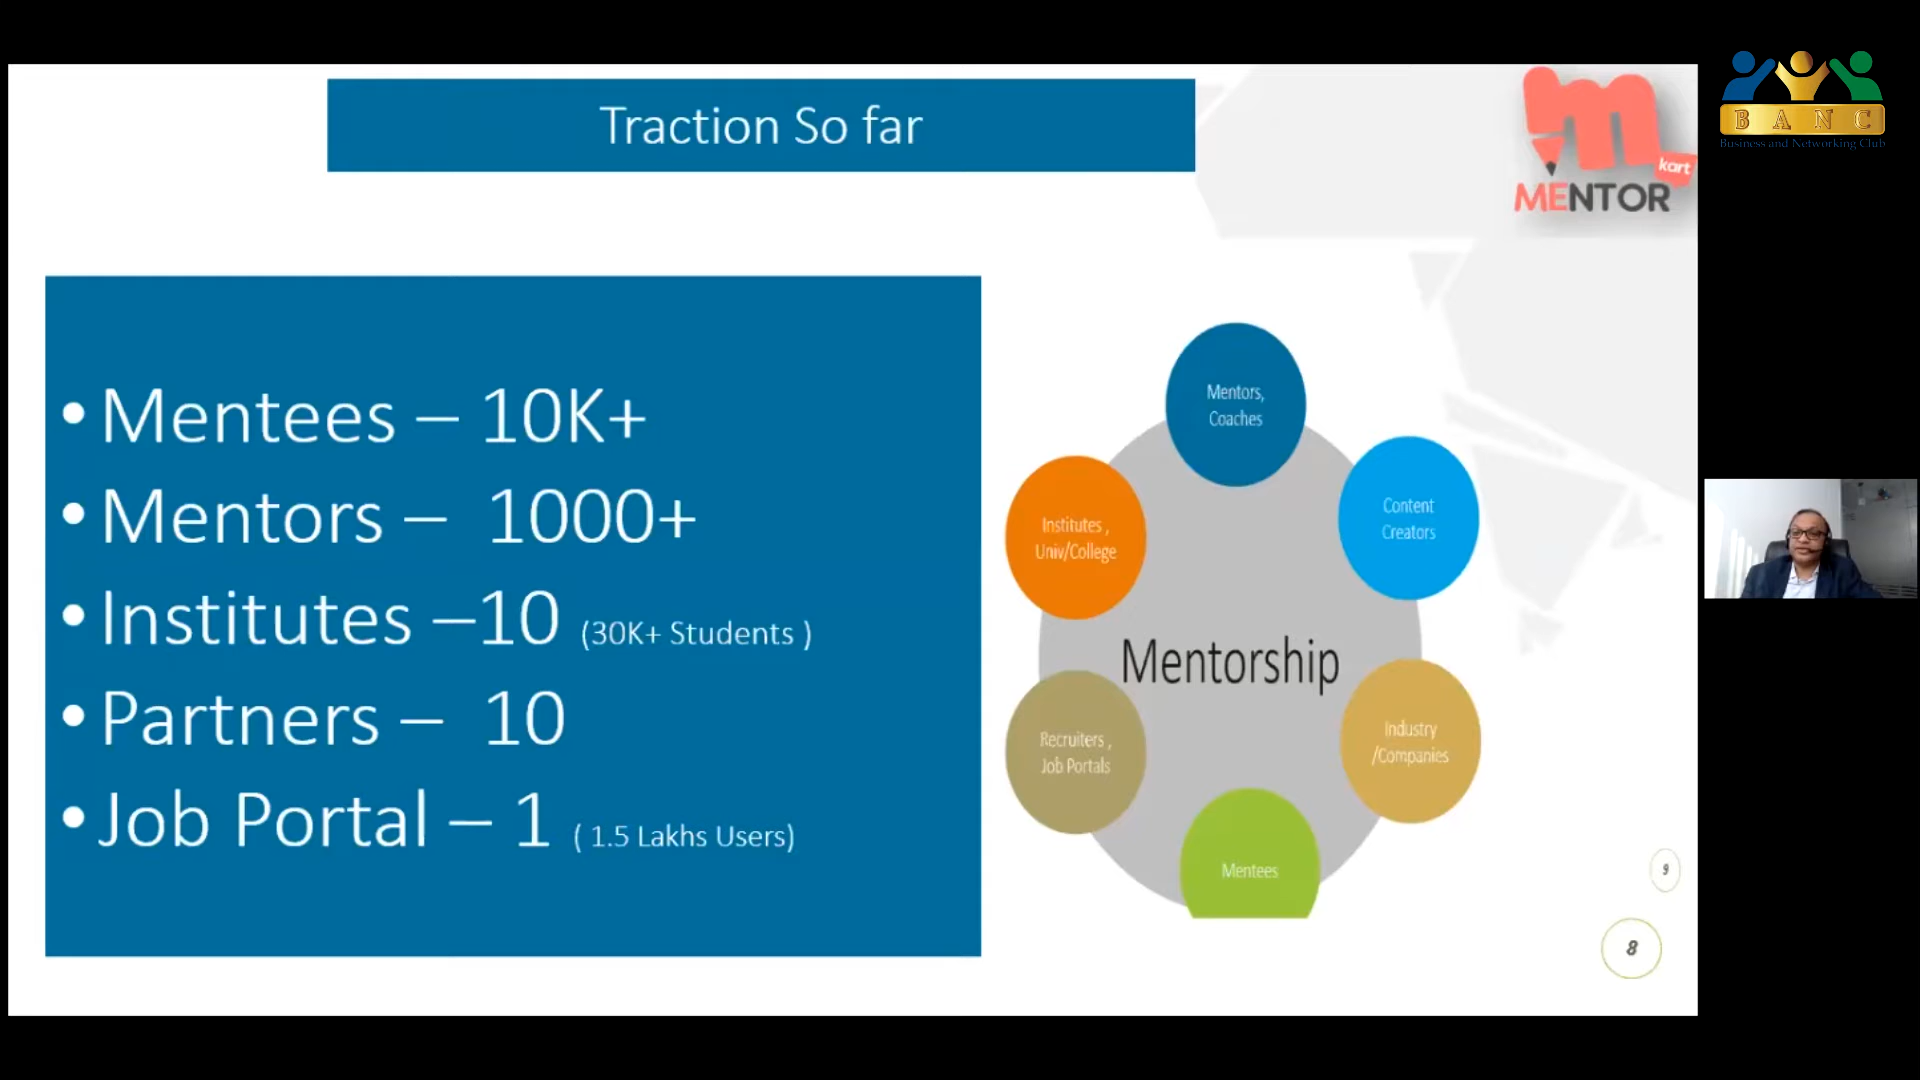 Traction So far
kart
MENTOR
B A N C
Business and Networking Club
• Mentees – 10K+
• Mentors – 1000+
• Institutes –10 (30K+ Students )
• Partners – 10
• Job Portal – 1 ( 1.5 Lakhs Users)
Mentors,
Coaches
Content
Creators
Institutes ,
Univ/College
Mentorship
Recruiters ,
Job Portals
Industry
/Companies
Mentees
9
8